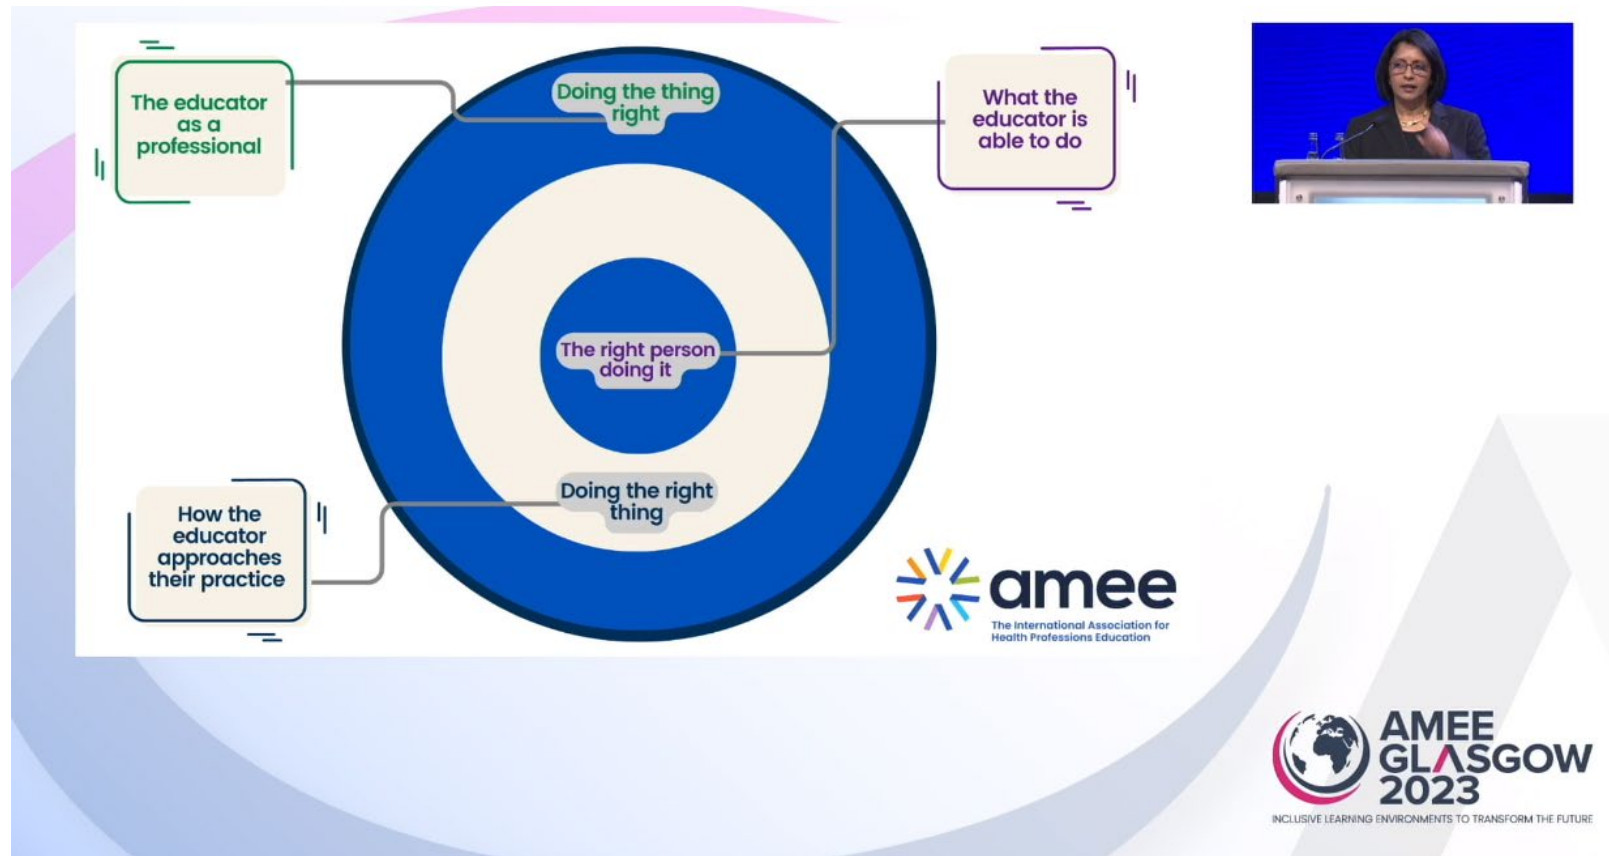 The educator
as a
professional
Doing the thing
right
What the
educator is
able to do
The right person
doing it
Doing the right
thing
How the
educator
approaches
their practice
amee
The International Association for
Health Professions Education
AMEE
GLASGOW
2023
INCLUSIVE LEARNING ENVIRONMENTS TO TRANSFORM THE FUTURE